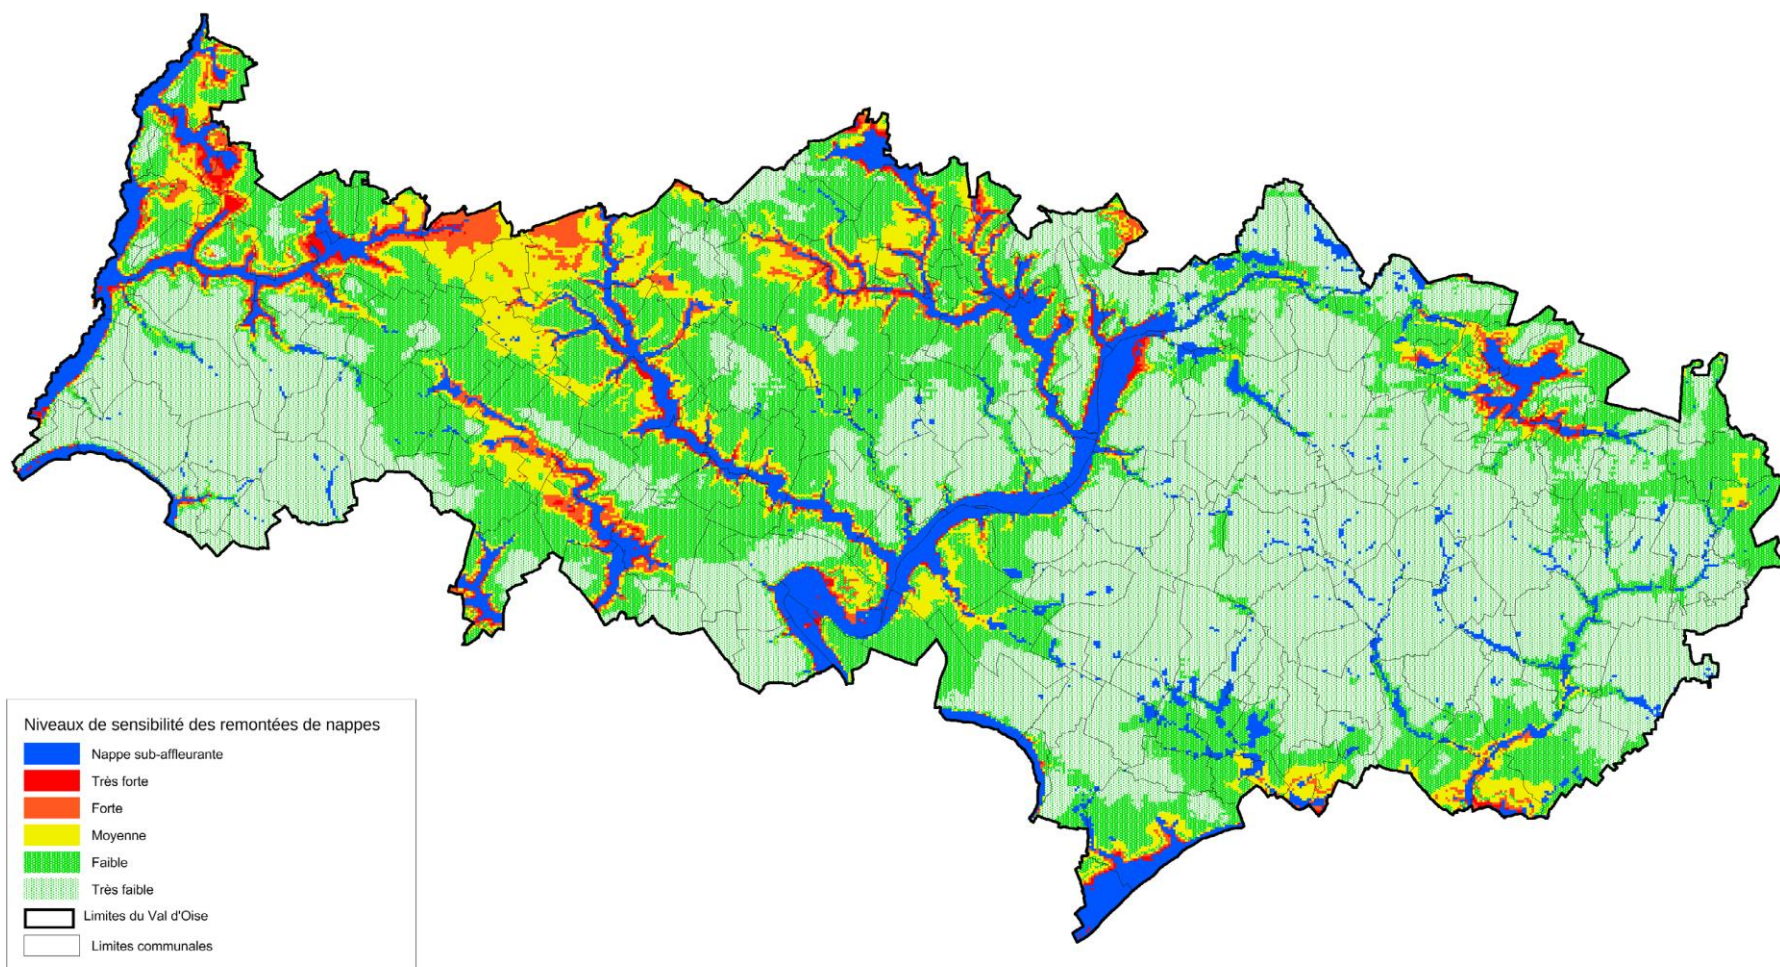 Niveaux de sensibilité des remontées de nappes
Nappe sub-affleurante
Très forte
Forte
Moyenne
Faible
Très faible
Limites du Val d'Oise
Limites communales